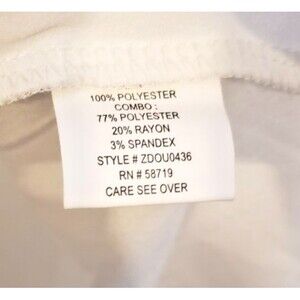 100% POLYESTER
COMBO :
77% POLYESTER
20% RAYON
3% SPANDEX
STYLE # ZDOU0436
RN # 58719
CARE SEE OVER